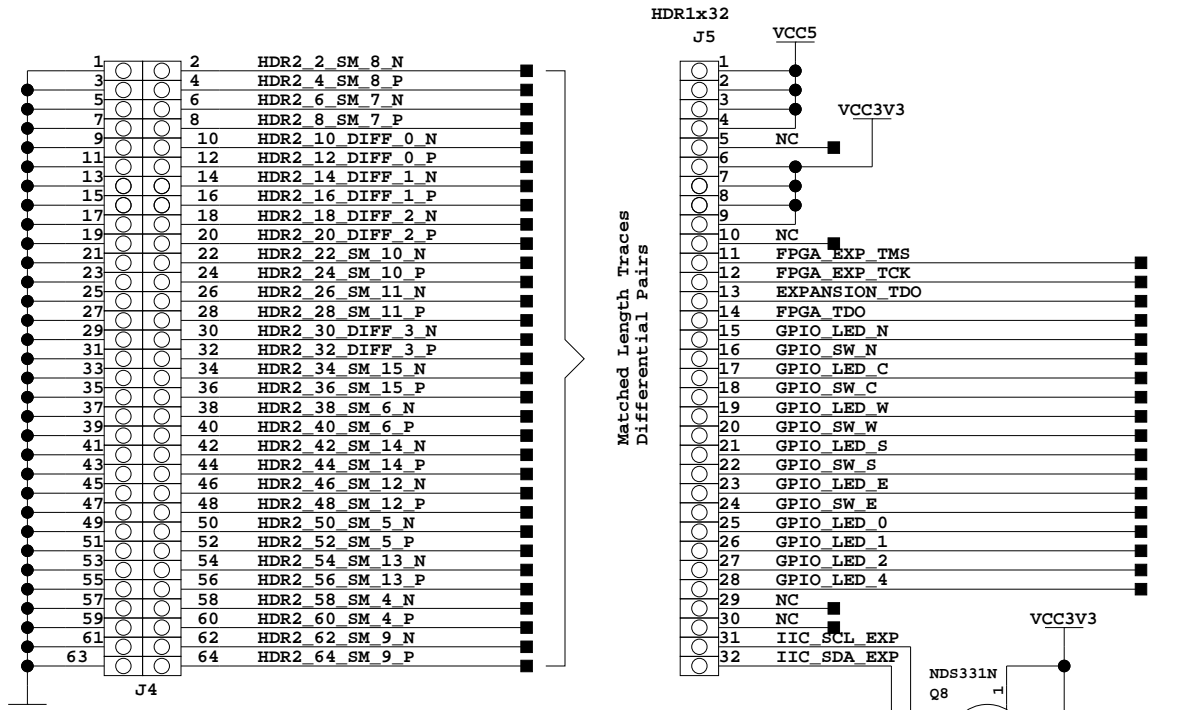 HDR1x32
J5
VCC5
1 2 HDR2_2_SM_8_N
3 4 HDR2_4_SM_8_P
5 6 HDR2_6_SM_7_N
7 8 HDR2_8_SM_7_P
9 10 HDR2_10_DIFF_0_N
11 12 HDR2_12_DIFF_0_P
13 14 HDR2_14_DIFF_1_N
15 16 HDR2_16_DIFF_1_P
17 18 HDR2_18_DIFF_2_N
19 20 HDR2_20_DIFF_2_P
21 22 HDR2_22_SM_10_N
23 24 HDR2_24_SM_10_P
25 26 HDR2_26_SM_11_N
27 28 HDR2_28_SM_11_P
29 30 HDR2_30_DIFF_3_N
31 32 HDR2_32_DIFF_3_P
33 34 HDR2_34_SM_15_N
35 36 HDR2_36_SM_15_P
37 38 HDR2_38_SM_6_N
39 40 HDR2_40_SM_6_P
41 42 HDR2_42_SM_14_N
43 44 HDR2_44_SM_14_P
45 46 HDR2_46_SM_12_N
47 48 HDR2_48_SM_12_P
49 50 HDR2_50_SM_5_N
51 52 HDR2_52_SM_5_P
53 54 HDR2_54_SM_13_N
55 56 HDR2_56_SM_13_P
57 58 HDR2_58_SM_4_N
59 60 HDR2_60_SM_4_P
61 62 HDR2_62_SM_9_N
63 64 HDR2_64_SM_9_P
J4
Matched Length Traces
Differential Pairs
1
2
3
VCC3V3
4
5 NC
6
7
8
9
10 NC
11 FPGA_EXP_TMS
12 FPGA_EXP_TCK
13 EXPANSION_TDO
14 FPGA_TDO
15 GPIO_LED_N
16 GPIO_SW_N
17 GPIO_LED_C
18 GPIO_SW_C
19 GPIO_LED_W
20 GPIO_SW_W
21 GPIO_LED_S
22 GPIO_SW_S
23 GPIO_LED_E
24 GPIO_SW_E
25 GPIO_LED_0
26 GPIO_LED_1
27 GPIO_LED_2
28 GPIO_LED_4
29 NC
30 NC
31 IIC_SCL_EXP
32 IIC_SDA_EXP
VCC3V3
NDS331N
Q8
1